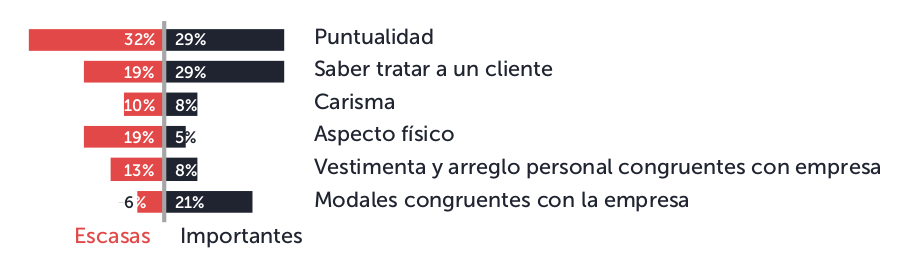 32% 29% Puntualidad
19% 29% Saber tratar a un cliente
10% 8% Carisma
19% 5% Aspecto físico
13% 8% Vestimenta y arreglo personal congruentes con empresa
6% 21% Modales congruentes con la empresa
Escasas Importantes